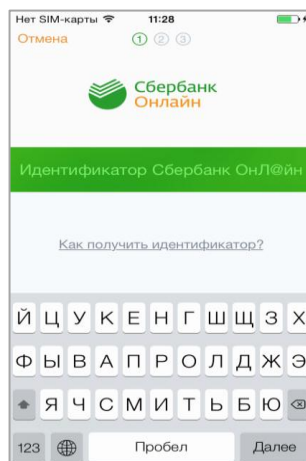 Нет SIM-карты 11:28
Отмена 1 2 3
Сбербанк
Онлайн
Идентификатор Сбербанк ОнЛ@йн
Как получить идентификатор?
Й Ц У К Е Н Г Ш Щ З Х
Ф Ы В А П Р О Л Д Ж Э
Я Ч С М И Т Ь Б Ю
123 Пробел Далее